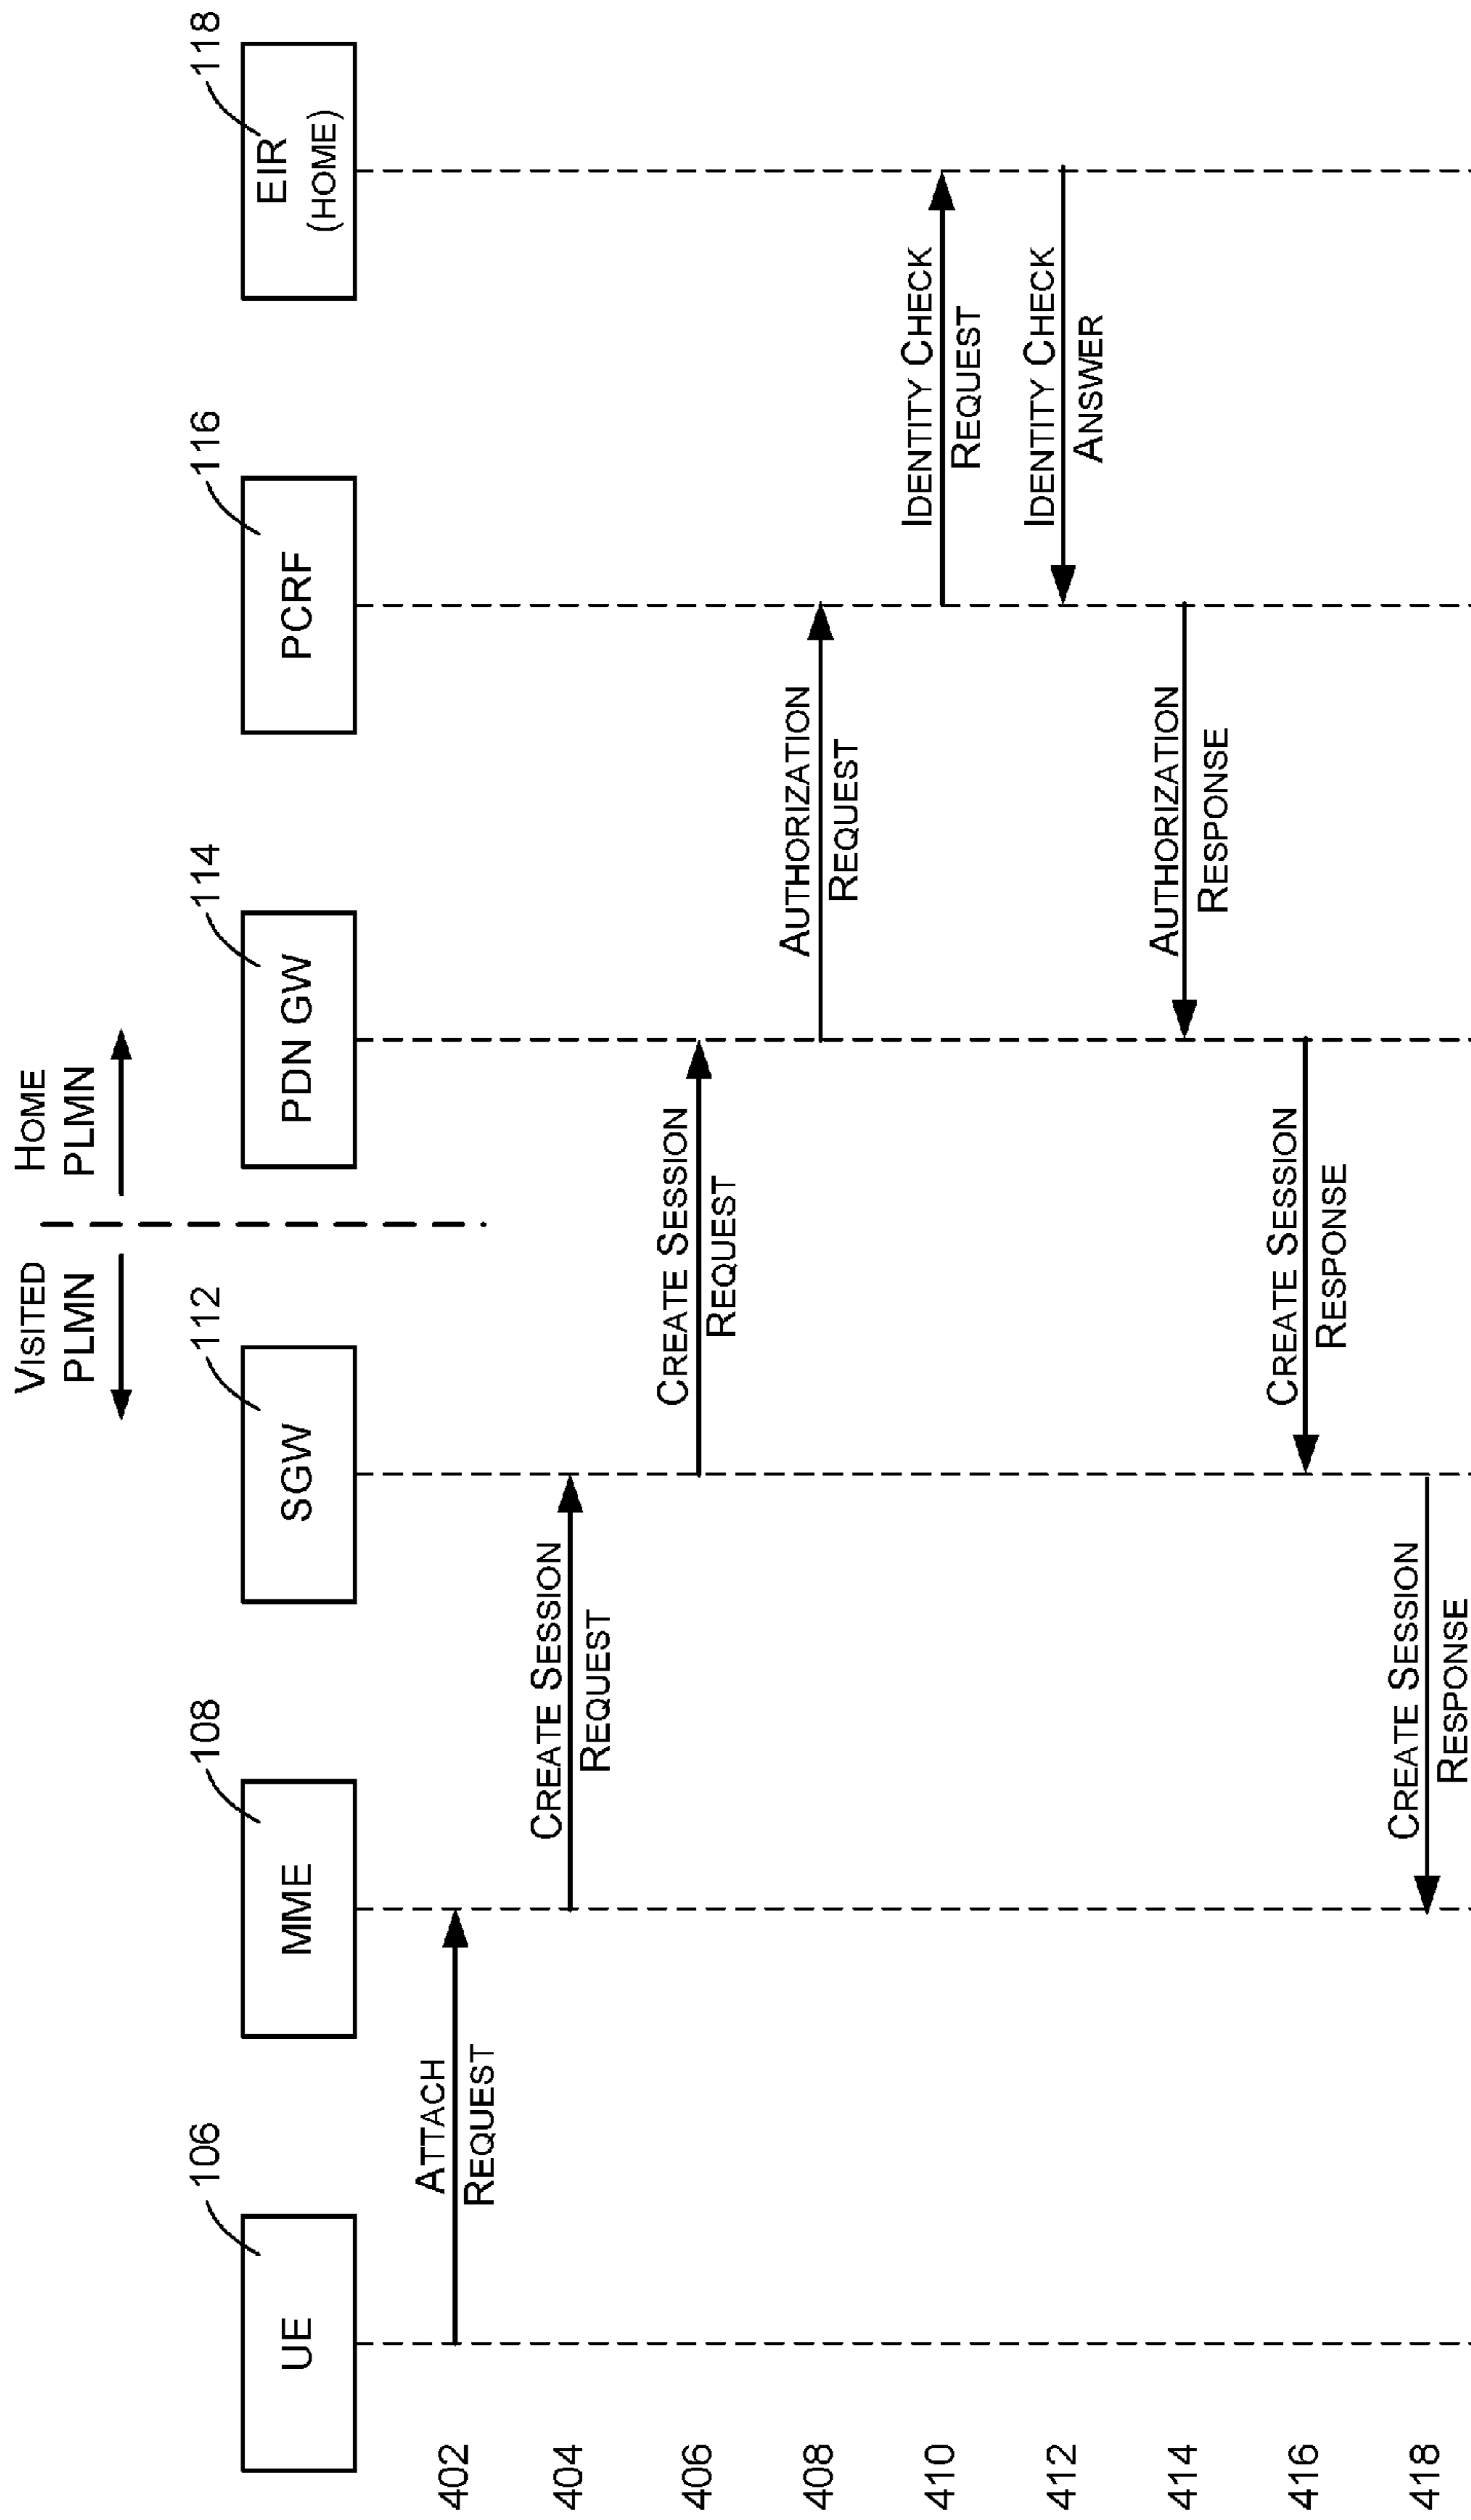 VISITED
PLMN
HOME
PLMN
106
108
112
114
116
118
UE
MME
SGW
PDN GW
PCRF
EIR
(HOME)
402
ATTACH
REQUEST
404
CREATE SESSION
REQUEST
406
CREATE SESSION
REQUEST
408
AUTHORIZATION
REQUEST
410
IDENTITY CHECK
REQUEST
412
IDENTITY CHECK
ANSWER
414
AUTHORIZATION
RESPONSE
416
CREATE SESSION
RESPONSE
418
CREATE SESSION
RESPONSE